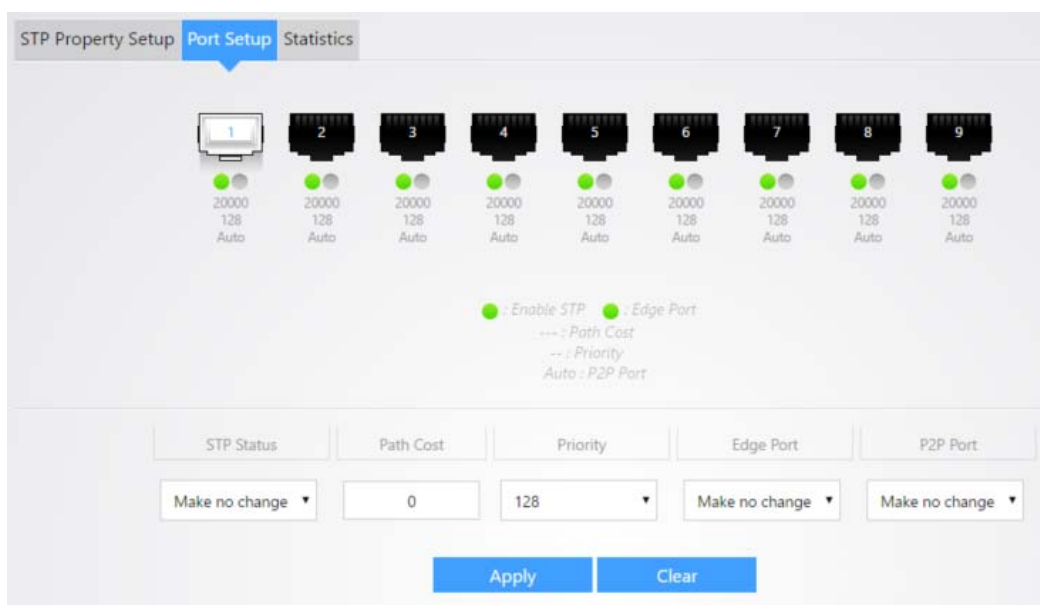 STP Property Setup Port Setup Statistics
1 2 3 4 5 6 7 8 9
20000 20000 20000 20000 20000 20000 20000 20000 20000
128 128 128 128 128 128 128 128 128
Auto Auto Auto Auto Auto Auto Auto Auto Auto
: Enable STP : Edge Port
--- : Path Cost
-- : Priority
Auto : P2P Port
STP Status Path Cost Priority Edge Port P2P Port
Make no change 0 128 Make no change Make no change
Apply Clear